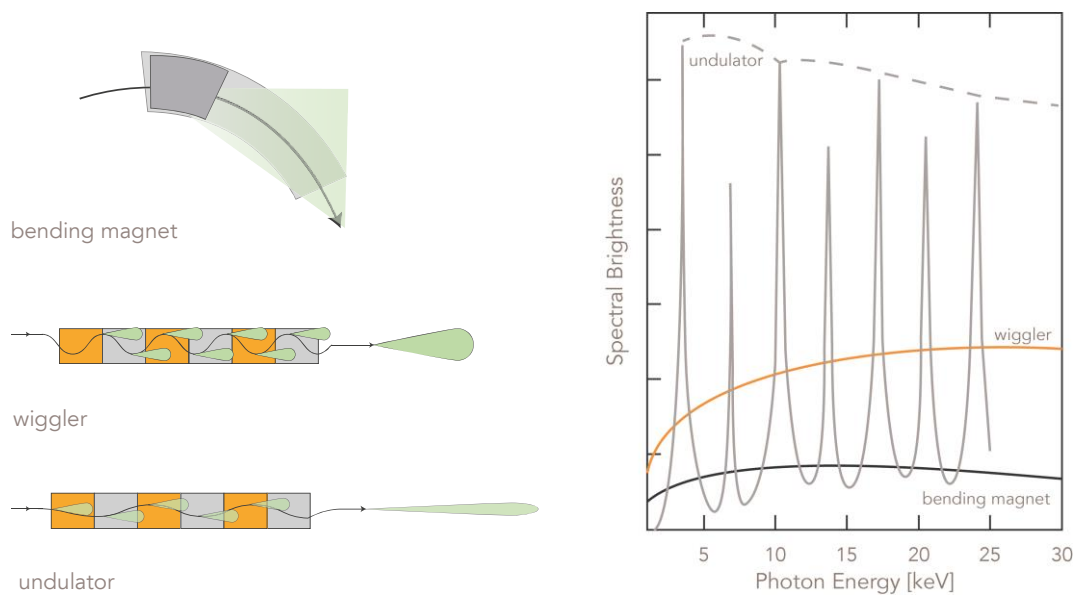 bending magnet
wiggler
undulator
undulator
wiggler
bending magnet
Spectral Brightness
5 10 15 20 25 30
Photon Energy [keV]